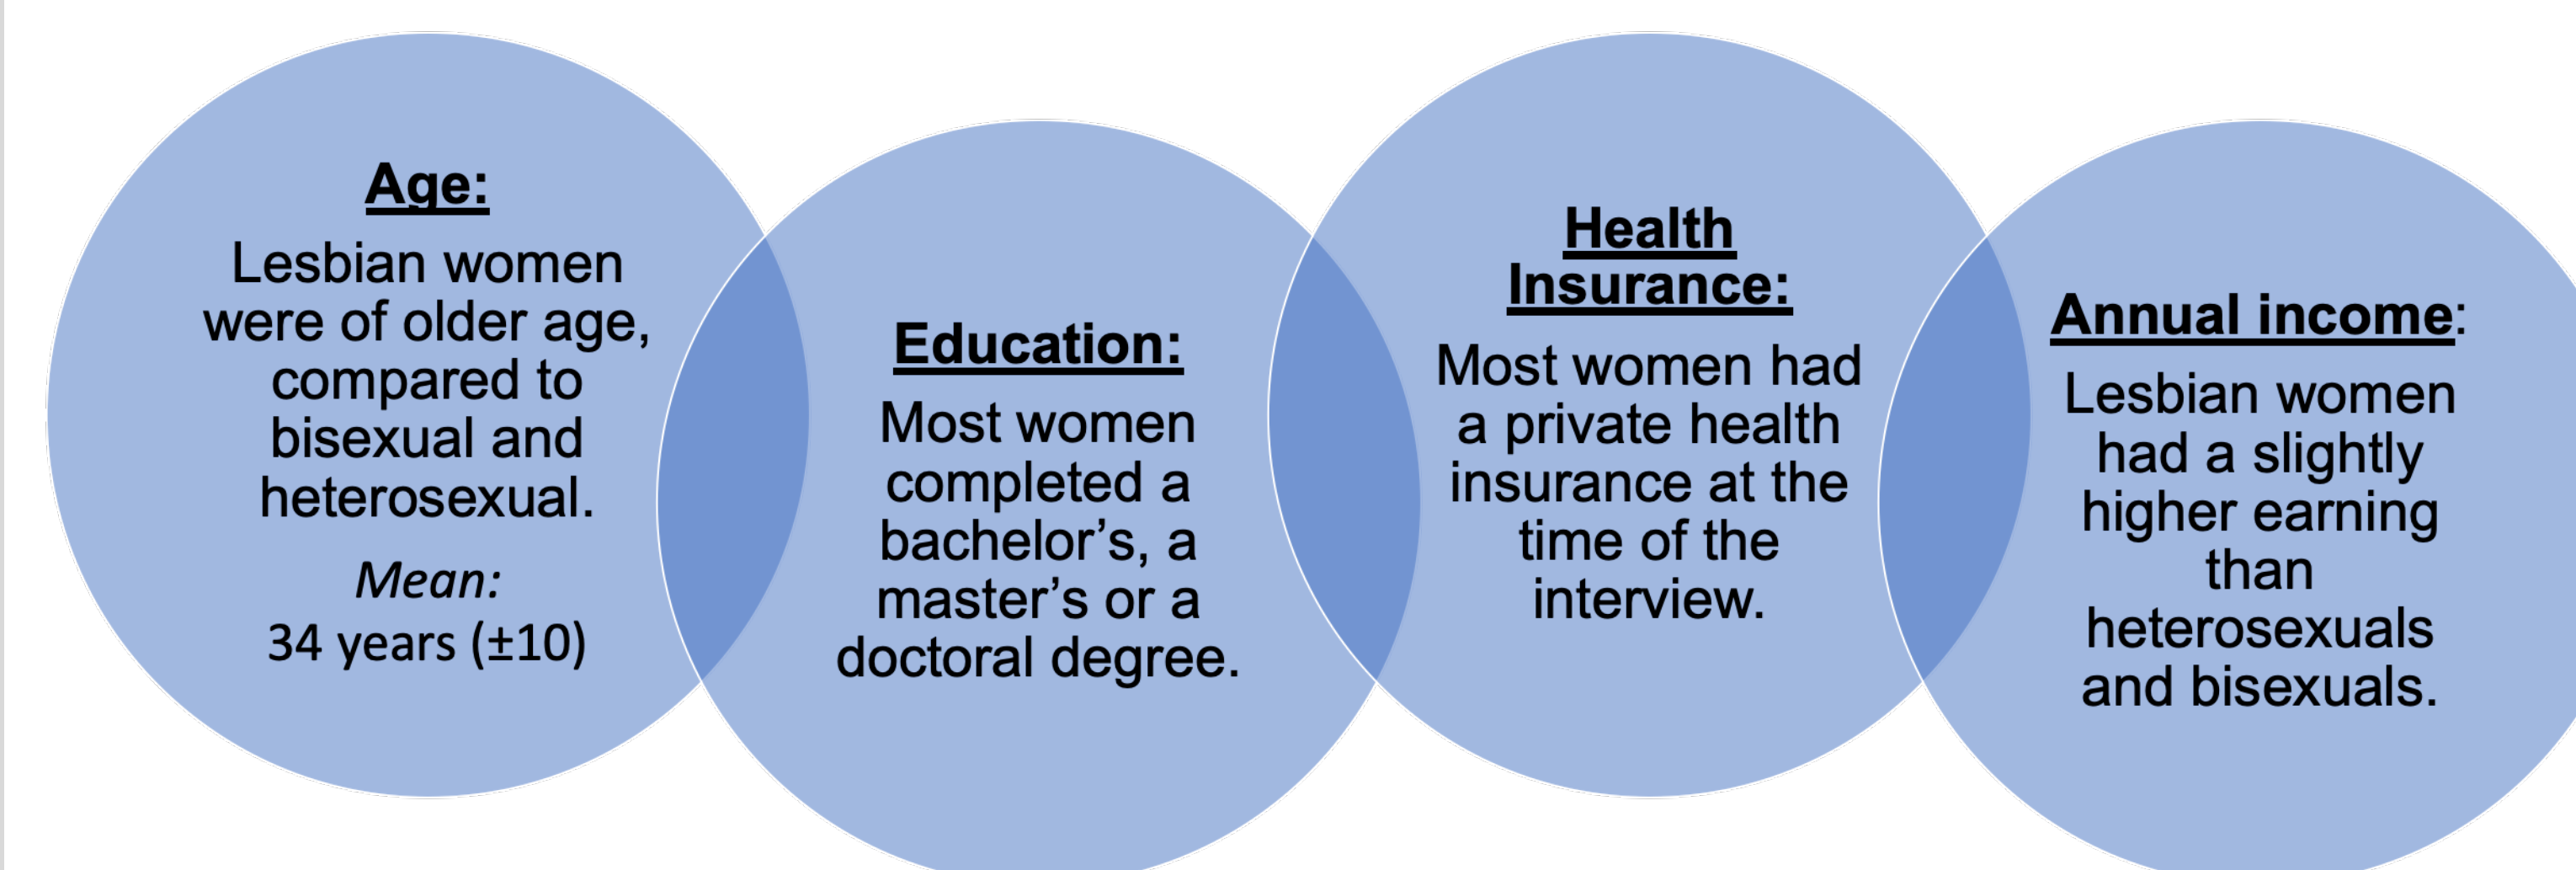 Age:
Lesbian women
were of older age,
compared to
bisexual and
heterosexual.
Mean:
34 years (±10)
Education:
Most women
completed a
bachelor’s, a
master’s or a
doctoral degree.
Health
Insurance:
Most women had
a private health
insurance at the
time of the
interview.
Annual income:
Lesbian women
had a slightly
higher earning
than
heterosexuals
and bisexuals.